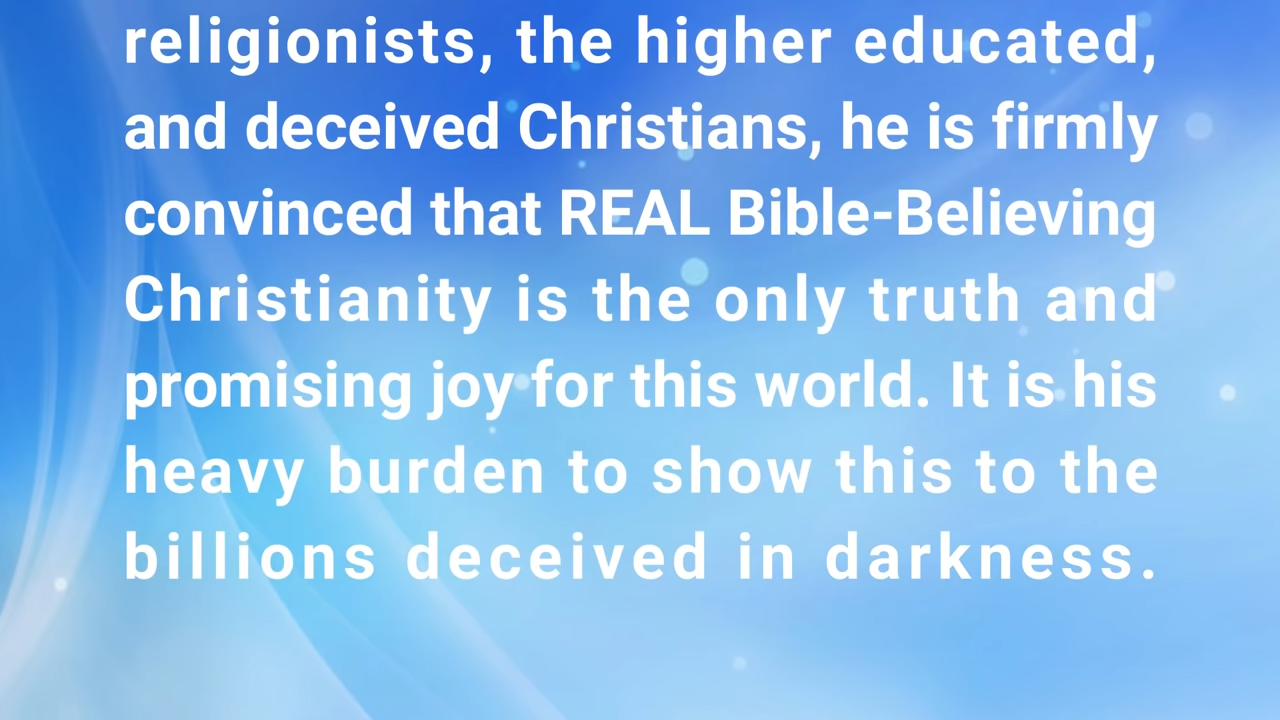 religionists, the higher educated,
and deceived Christians, he is firmly
convinced that REAL Bible-Believing
Christianity is the only truth and
promising joy for this world. It is his
heavy burden to show this to the
billions deceived in darkness.